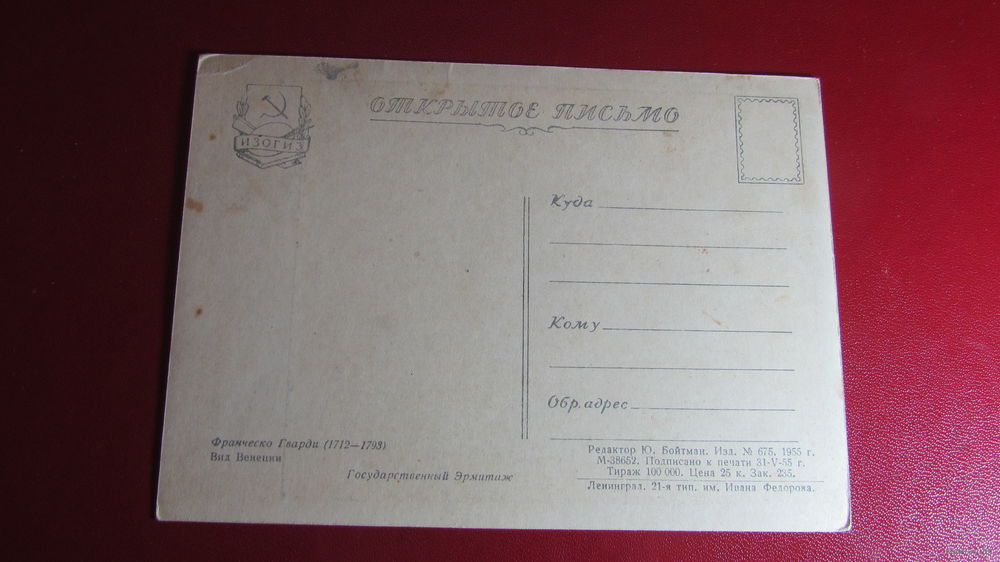 ОТКРЫТОЕ ПИСЬМО
ИЗОГИЗ
Куда
Кому
Обр. адрес
Франческо Гварди (1712—1793)
Вид Венеции
Государственный Эрмитаж
Редактор Ю. Бойтман. Изд. № 675. 1955 г.
М-38652. Подписано к печати 31-V-55 г.
Тираж 100 000. Цена 25 к. Зак. 235.
Ленинград. 21-я тип. им. Ивана Федорова.